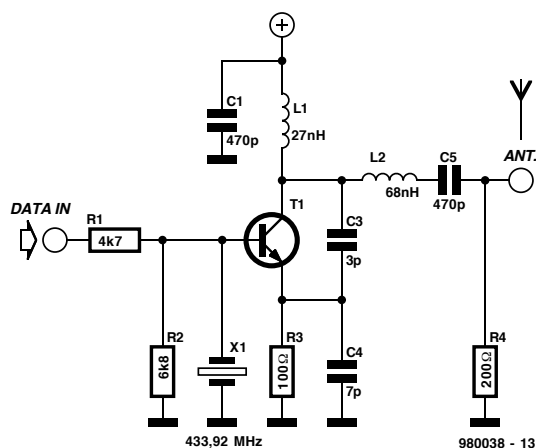 C1
470p
L1
27nH
L2
68nH
C5
470p
ANT.
DATA IN
R1
4k7
T1
C3
3p
R2
6k8
X1
433,92 MHz
R3
100Ω
C4
7p
R4
200Ω
980038 - 13